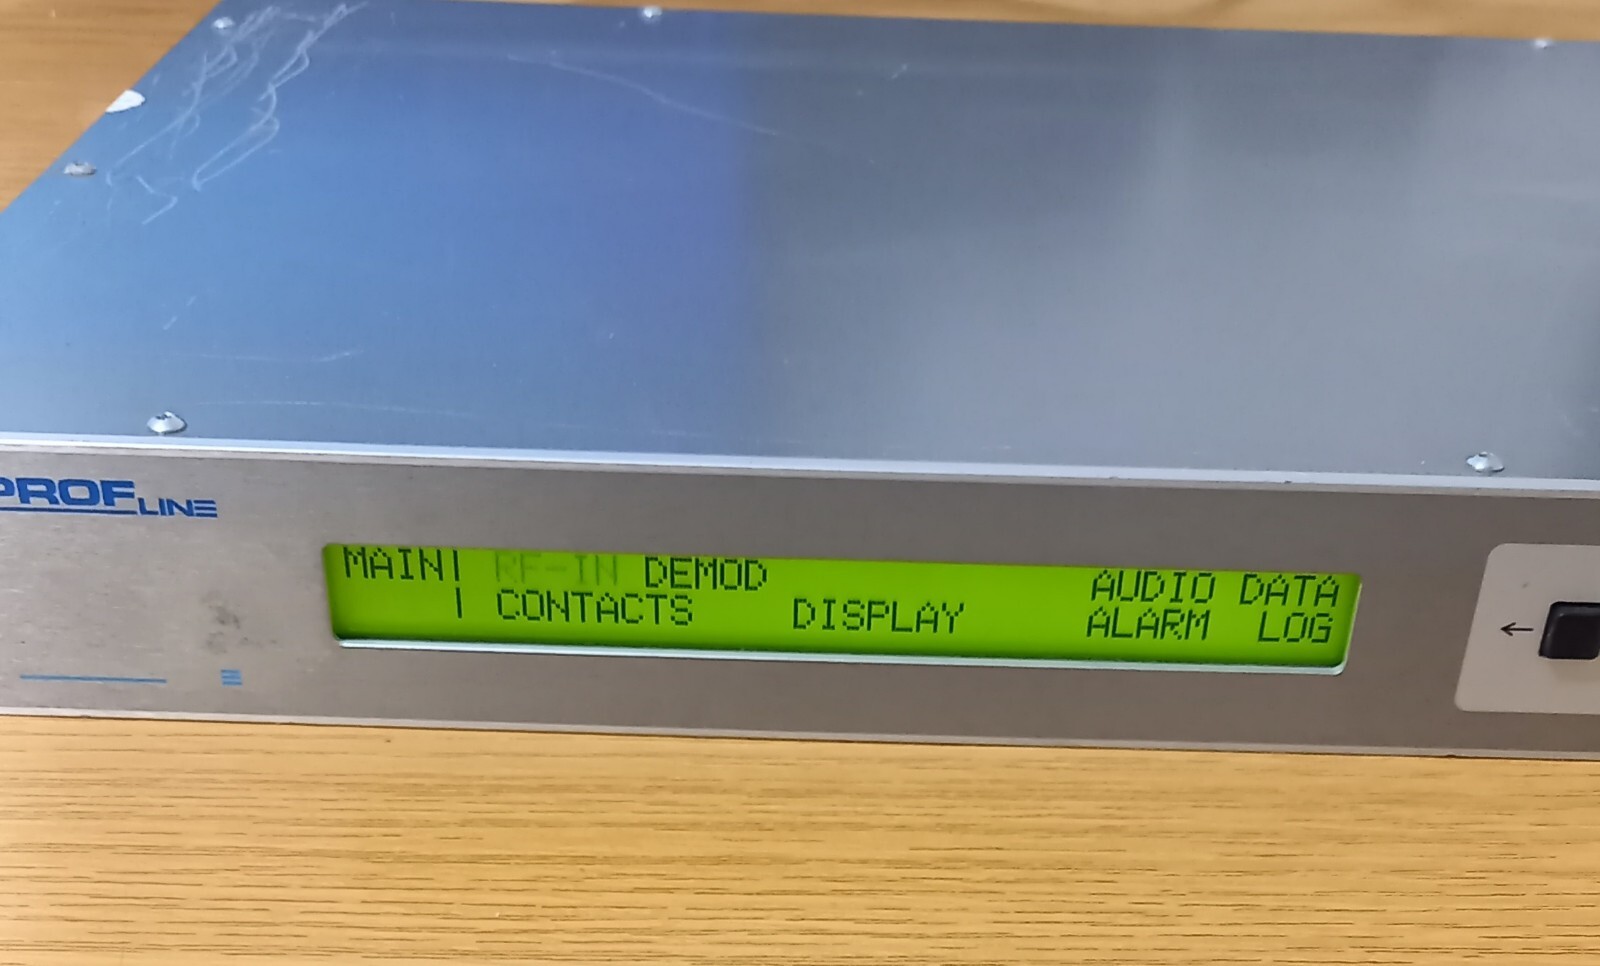 PROFLINE
MAIN| RF-IN DEMOD AUDIO DATA
| CONTACTS DISPLAY ALARM LOG
←